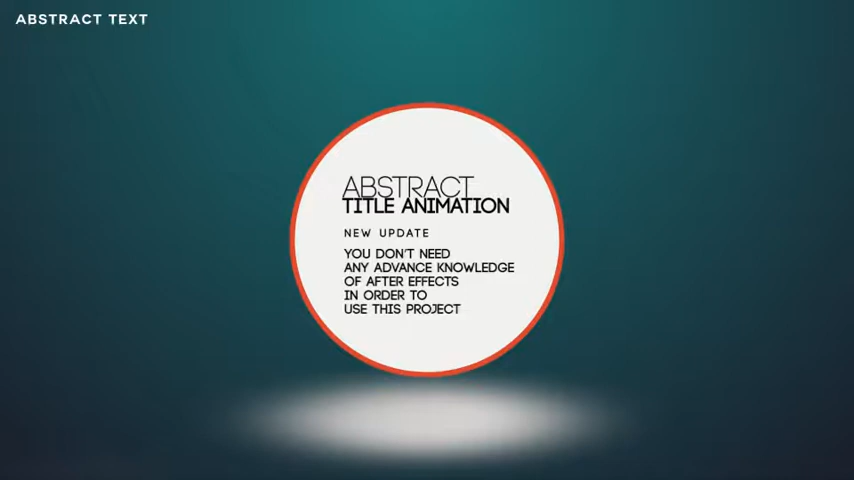 ABSTRACT TEXT
ABSTRACT
TITLE ANIMATION
NEW UPDATE
YOU DON'T NEED
ANY ADVANCE KNOWLEDGE
OF AFTER EFFECTS
IN ORDER TO
USE THIS PROJECT